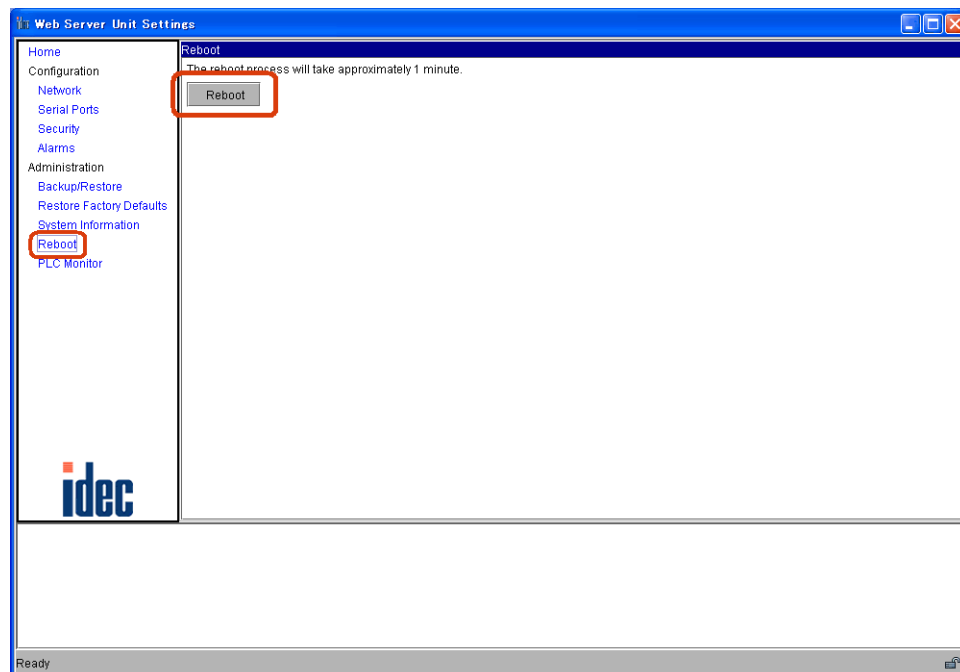 Web Server Unit Settings
Home
Configuration
Network
Serial Ports
Security
Alarms
Administration
Backup/Restore
Restore Factory Defaults
System Information
Reboot
PLC Monitor
idec
Reboot
The reboot process will take approximately 1 minute.
Reboot
Ready